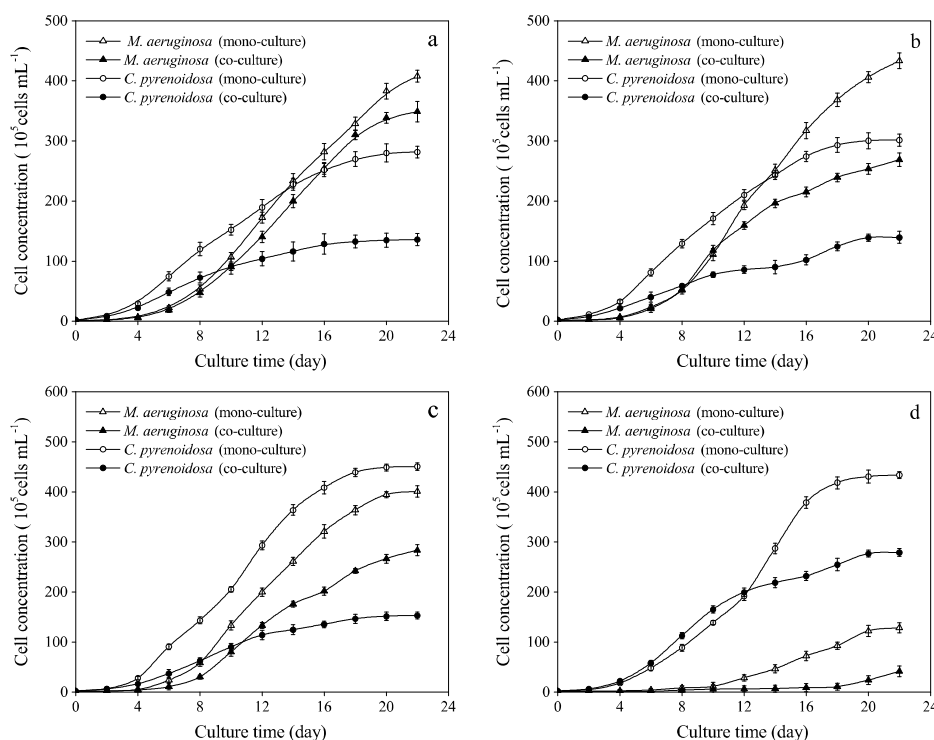 a
M. aeruginosa (mono-culture)
M. aeruginosa (co-culture)
C. pyrenoidosa (mono-culture)
C. pyrenoidosa (co-culture)
Cell concentration ( 10⁵cells mL⁻¹)
500
400
300
200
100
0
0 4 8 12 16 20 24
Culture time (day)
b
M. aeruginosa (mono-culture)
M. aeruginosa (co-culture)
C. pyrenoidosa (mono-culture)
C. pyrenoidosa (co-culture)
Cell concentration ( 10⁵cells mL⁻¹)
500
400
300
200
100
0
0 4 8 12 16 20 24
Culture time (day)
c
M. aeruginosa (mono-culture)
M. aeruginosa (co-culture)
C. pyrenoidosa (mono-culture)
C. pyrenoidosa (co-culture)
Cell concentration ( 10⁵cells mL⁻¹)
600
500
400
300
200
100
0
0 4 8 12 16 20 24
Culture time (day)
d
M. aeruginosa (mono-culture)
M. aeruginosa (co-culture)
C. pyrenoidosa (mono-culture)
C. pyrenoidosa (co-culture)
Cell concentration ( 10⁵cells mL⁻¹)
600
500
400
300
200
100
0
0 4 8 12 16 20 24
Culture time (day)